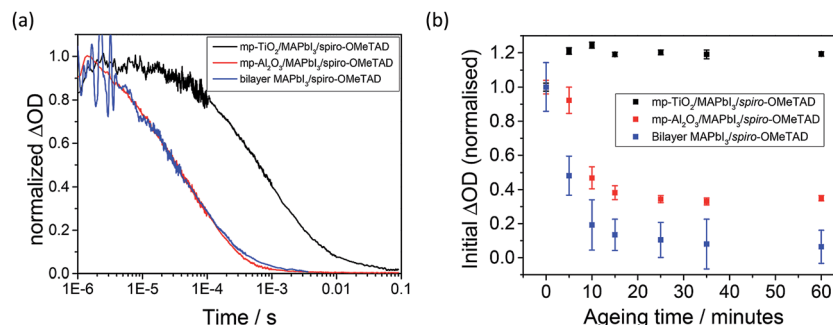 (a)
normalized ΔOD
1.0
0.8
0.6
0.4
0.2
0.0
mp-TiO₂/MAPbI₃/spiro-OMeTAD
mp-Al₂O₃/MAPbI₃/spiro-OMeTAD
bilayer MAPbI₃/spiro-OMeTAD
1E-6 1E-5 1E-4 1E-3 0.01 0.1
Time / s
(b)
Initial ΔOD (normalised)
1.4
1.2
1.0
0.8
0.6
0.4
0.2
0.0
mp-TiO₂/MAPbI₃/spiro-OMeTAD
mp-Al₂O₃/MAPbI₃/spiro-OMeTAD
Bilayer MAPbI₃/spiro-OMeTAD
0 10 20 30 40 50 60
Ageing time / minutes